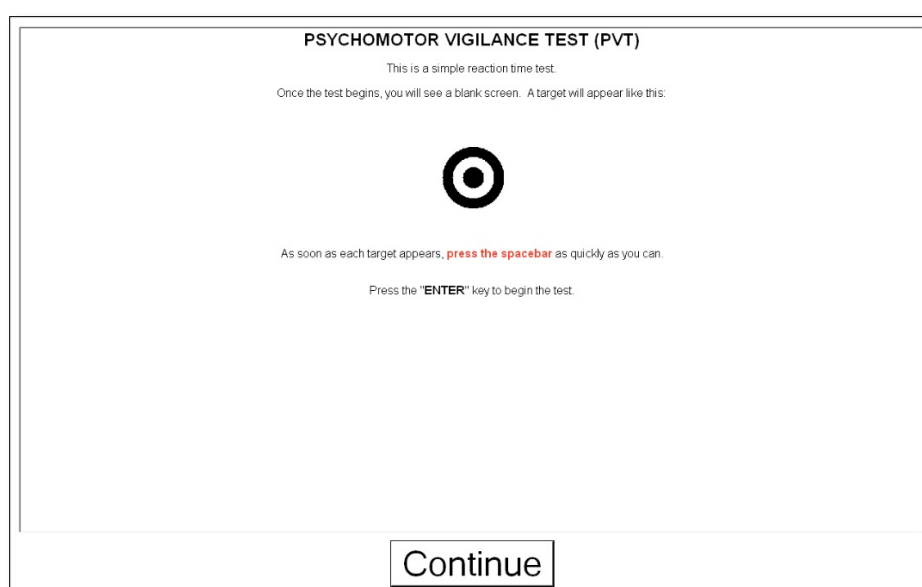 PSYCHOMOTOR VIGILANCE TEST (PVT)
This is a simple reaction time test.
Once the test begins, you will see a blank screen. A target will appear like this:
As soon as each target appears, press the spacebar as quickly as you can.
Press the "ENTER" key to begin the test.
Continue